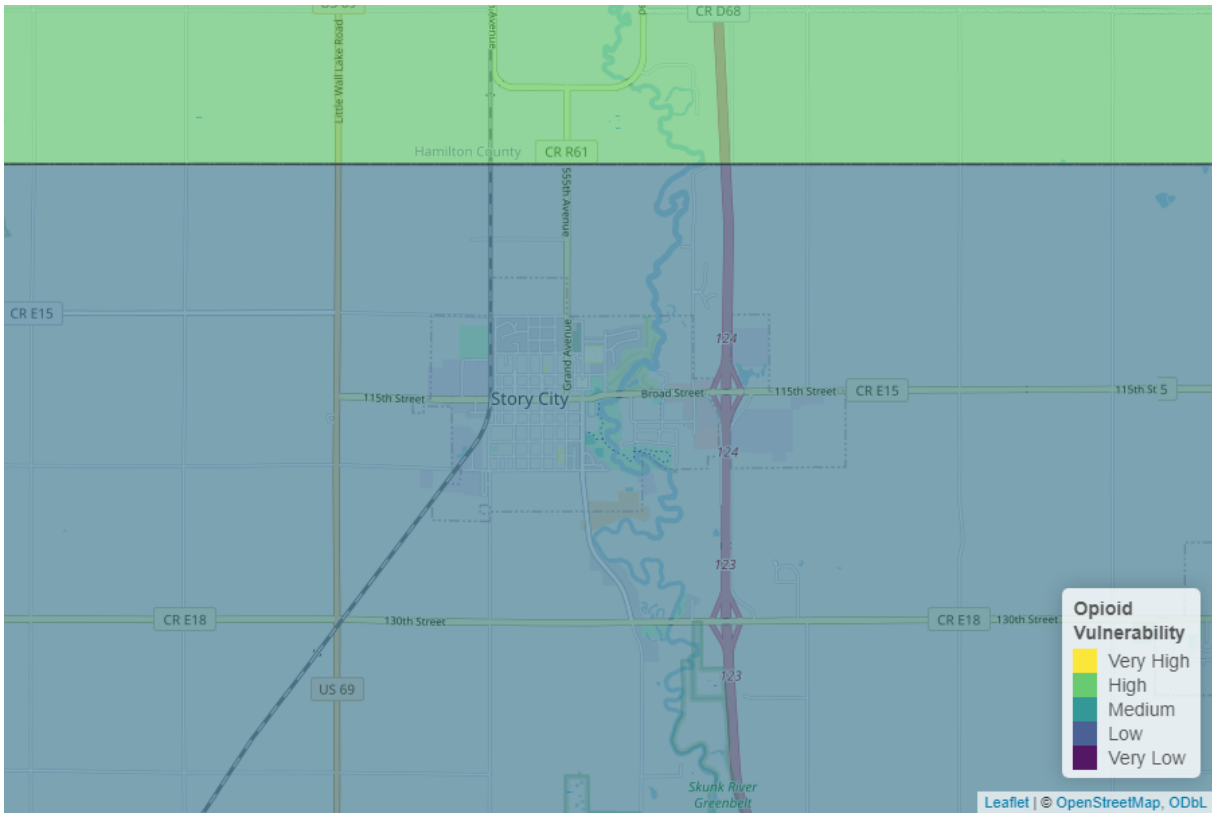 CR D68
Little Wall Lake Road
Avenue
Hamilton County
CR R61
555th Avenue
CR E15
Grand Avenue
124
115th Street
Story City
Broad Street
115th Street
CR E15
115th St
5
124
123
CR E18
130th Street
CR E18
130th Street
US 69
123
Skunk River
Greenbelt
Opioid
Vulnerability
Very High
High
Medium
Low
Very Low
Leaflet | © OpenStreetMap, ODbL